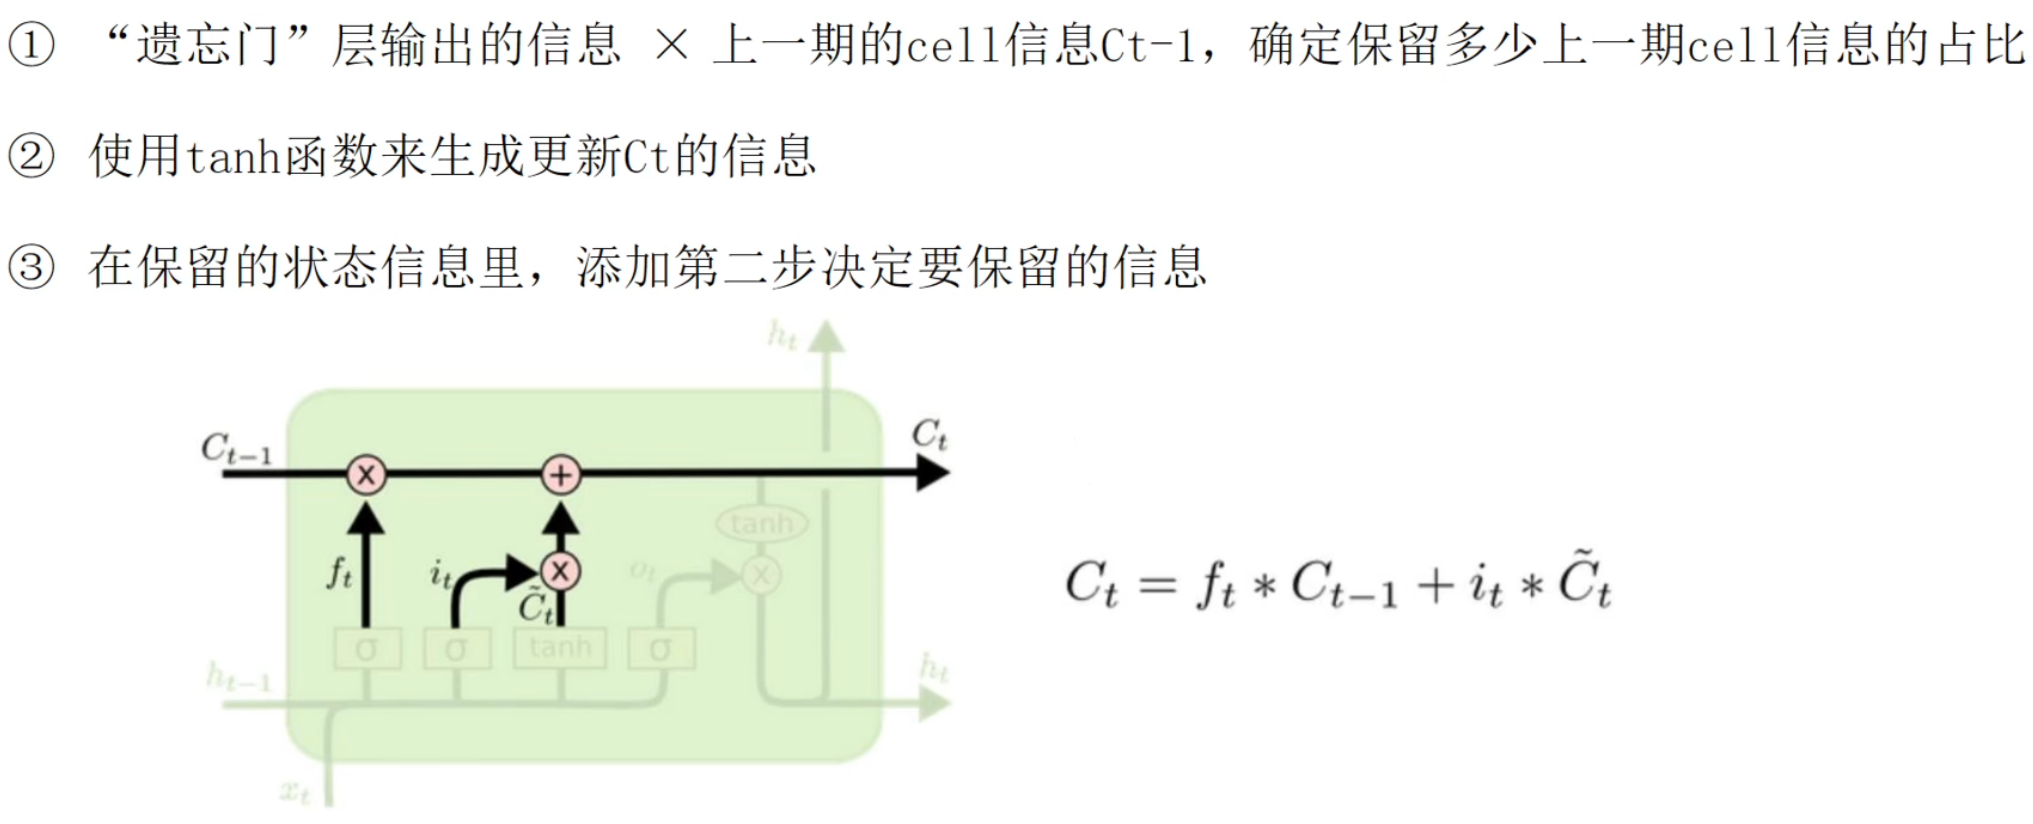 ① “遗忘门”层输出的信息 × 上一期的cell信息Ct-1，确定保留多少上一期cell信息的占比
② 使用tanh函数来生成更新Ct的信息
③ 在保留的状态信息里，添加第二步决定要保留的信息
h_t
C_{t-1}
C_t
x
+
tanh
f_t
i_t
x
o_t
x
C_t = f_t * C_{t-1} + i_t * C̃_t
C̃_t
σ
σ
tanh
σ
h_{t-1}
h_t
x_t